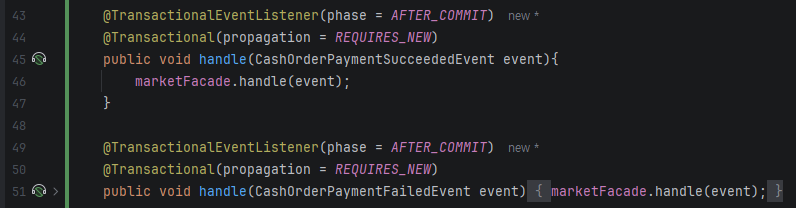 43 @TransactionalEventListener(phase = AFTER_COMMIT) new *
44 @Transactional(propagation = REQUIRES_NEW)
45 public void handle(CashOrderPaymentSucceededEvent event){
46 marketFacade.handle(event);
47 }
48
49 @TransactionalEventListener(phase = AFTER_COMMIT) new *
50 @Transactional(propagation = REQUIRES_NEW)
51 public void handle(CashOrderPaymentFailedEvent event) { marketFacade.handle(event); }